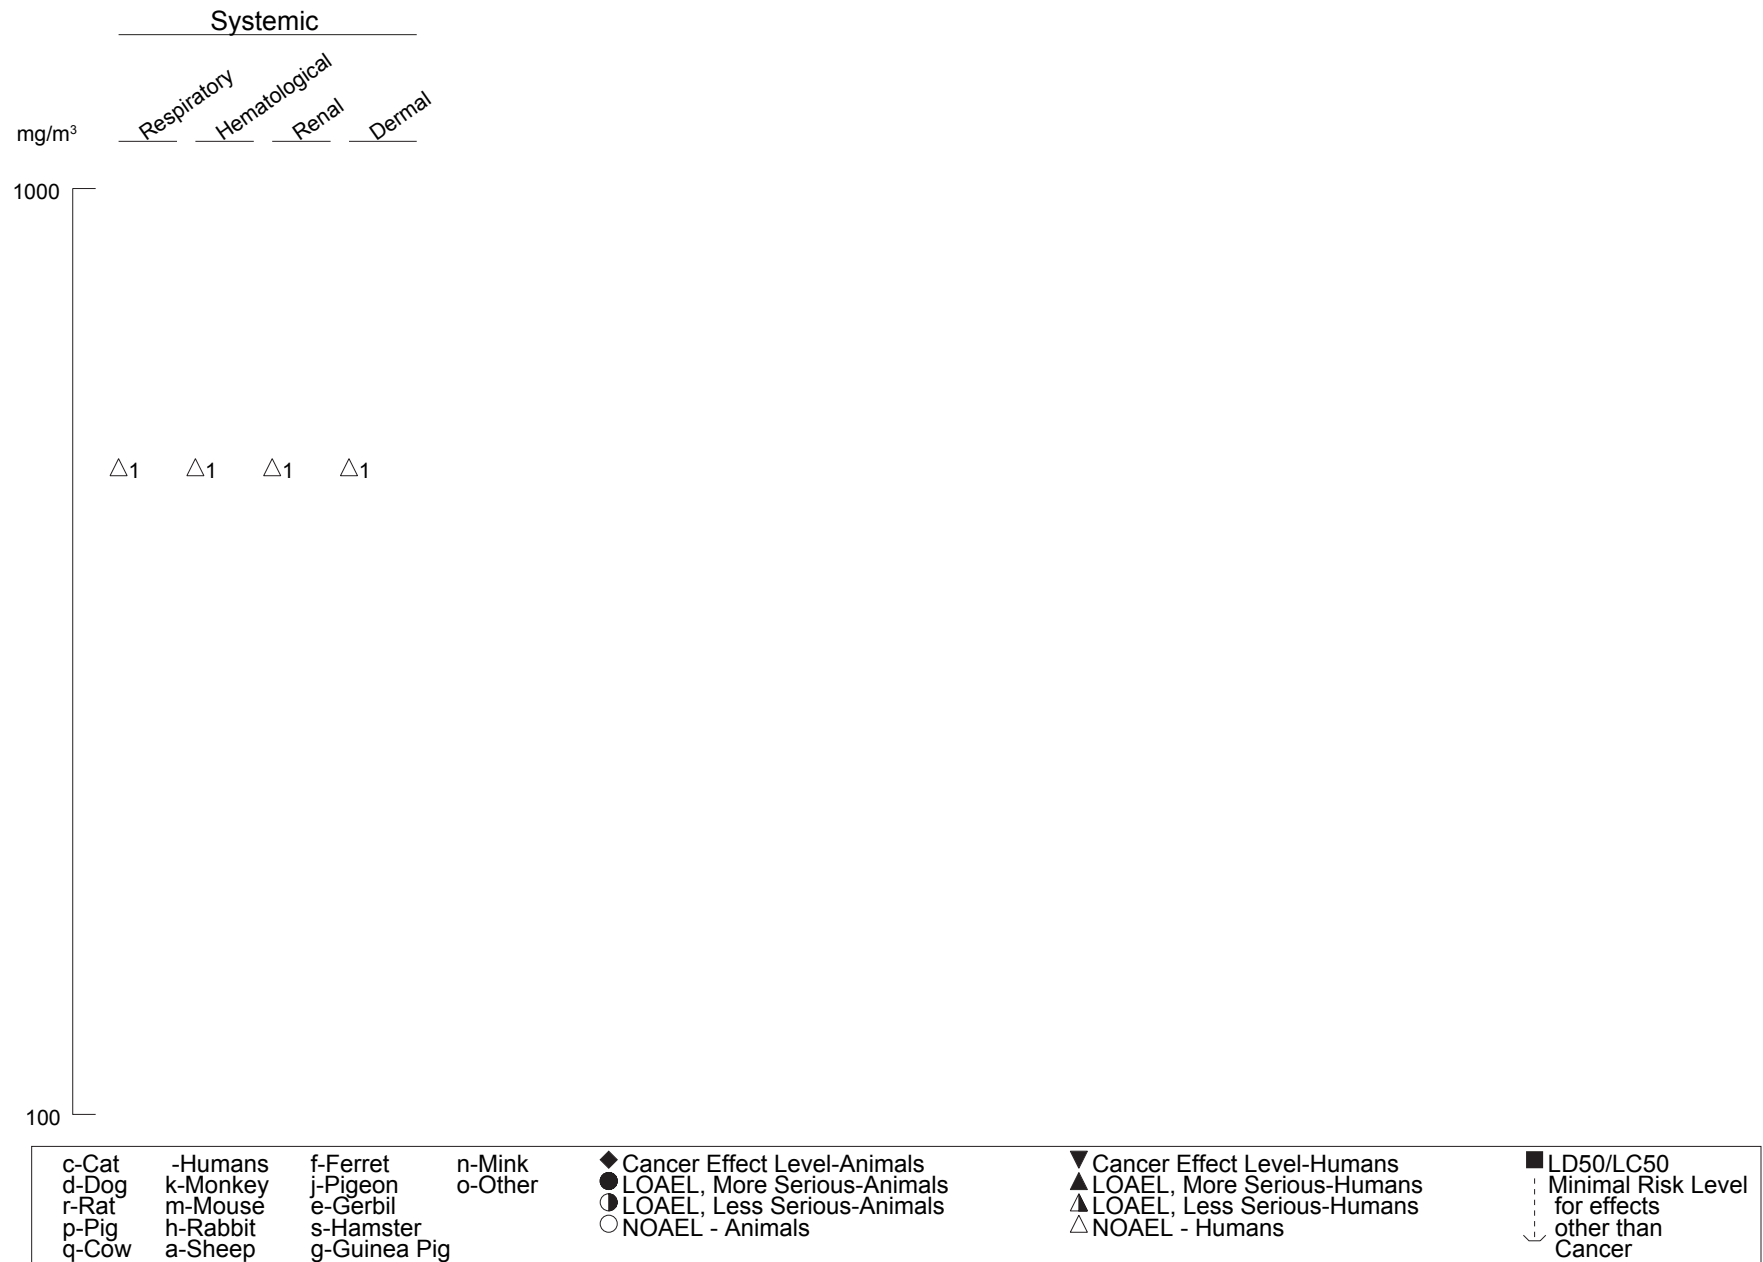 Systemic
Respiratory Hematological Renal Dermal
mg/m³
1000
1 1 1 1
100
c-Cat -Humans f-Ferret n-Mink Cancer Effect Level-Animals Cancer Effect Level-Humans LD50/LC50
d-Dog k-Monkey j-Pigeon o-Other LOAEL, More Serious-Animals LOAEL, More Serious-Humans Minimal Risk Level
r-Rat m-Mouse e-Gerbil LOAEL, Less Serious-Animals LOAEL, Less Serious-Humans for effects
p-Pig h-Rabbit s-Hamster NOAEL - Animals NOAEL - Humans other than
q-Cow a-Sheep g-Guinea Pig Cancer